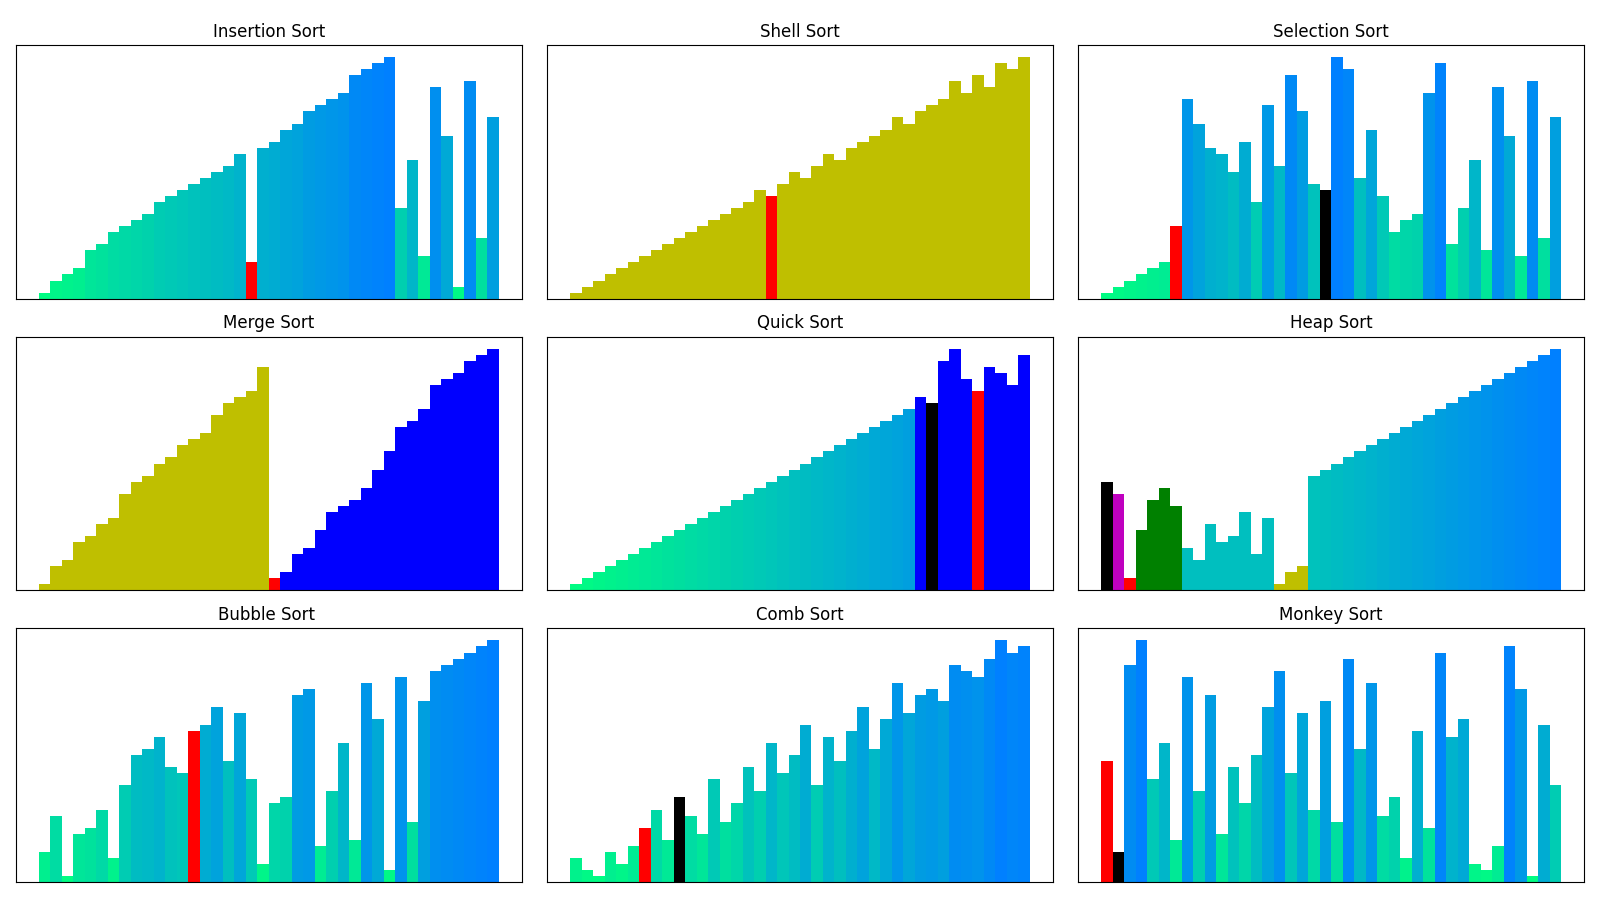 Insertion Sort
Shell Sort
Selection Sort
Merge Sort
Quick Sort
Heap Sort
Bubble Sort
Comb Sort
Monkey Sort